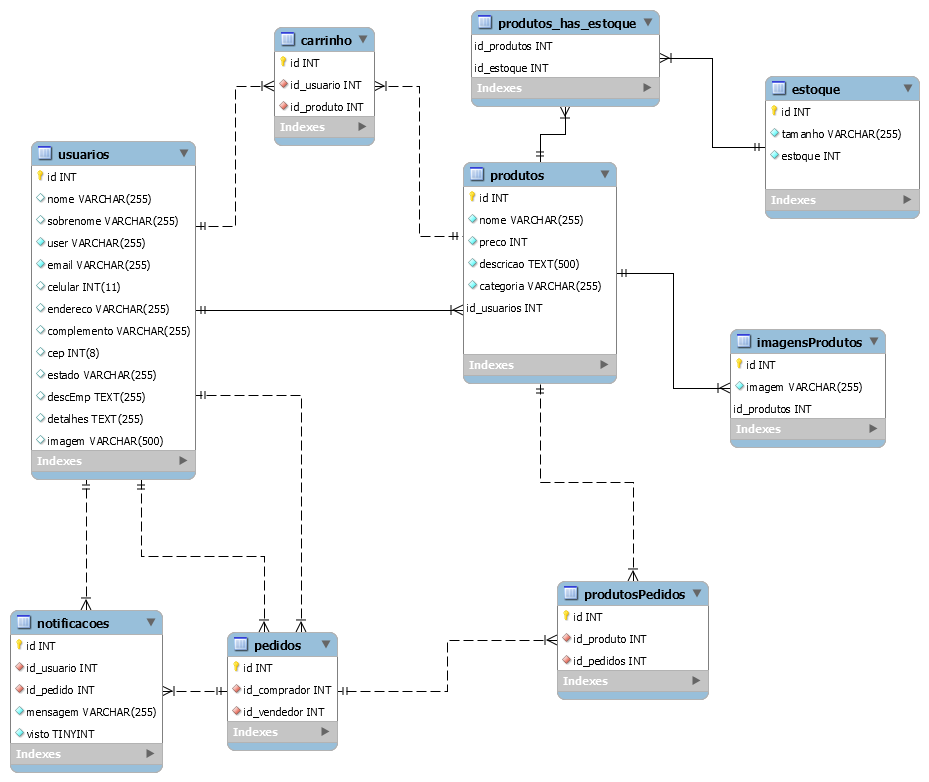 carrinho
id INT
id_usuario INT
id_produto INT
Indexes
produtos_has_estoque
id_produtos INT
id_estoque INT
Indexes
estoque
id INT
tamanho VARCHAR(255)
estoque INT
Indexes
usuarios
id INT
nome VARCHAR(255)
sobrenome VARCHAR(255)
user VARCHAR(255)
email VARCHAR(255)
celular INT(11)
endereco VARCHAR(255)
complemento VARCHAR(255)
cep INT(8)
estado VARCHAR(255)
descEmp TEXT(255)
detalhes TEXT(255)
imagem VARCHAR(500)
Indexes
produtos
id INT
nome VARCHAR(255)
preco INT
descricao TEXT(500)
categoria VARCHAR(255)
id_usuarios INT
Indexes
imagensProdutos
id INT
imagem VARCHAR(255)
id_produtos INT
Indexes
notificacoes
id INT
id_usuario INT
id_pedido INT
mensagem VARCHAR(255)
visto TINYINT
Indexes
pedidos
id INT
id_comprador INT
id_vendedor INT
Indexes
produtosPedidos
id INT
id_produto INT
id_pedidos INT
Indexes